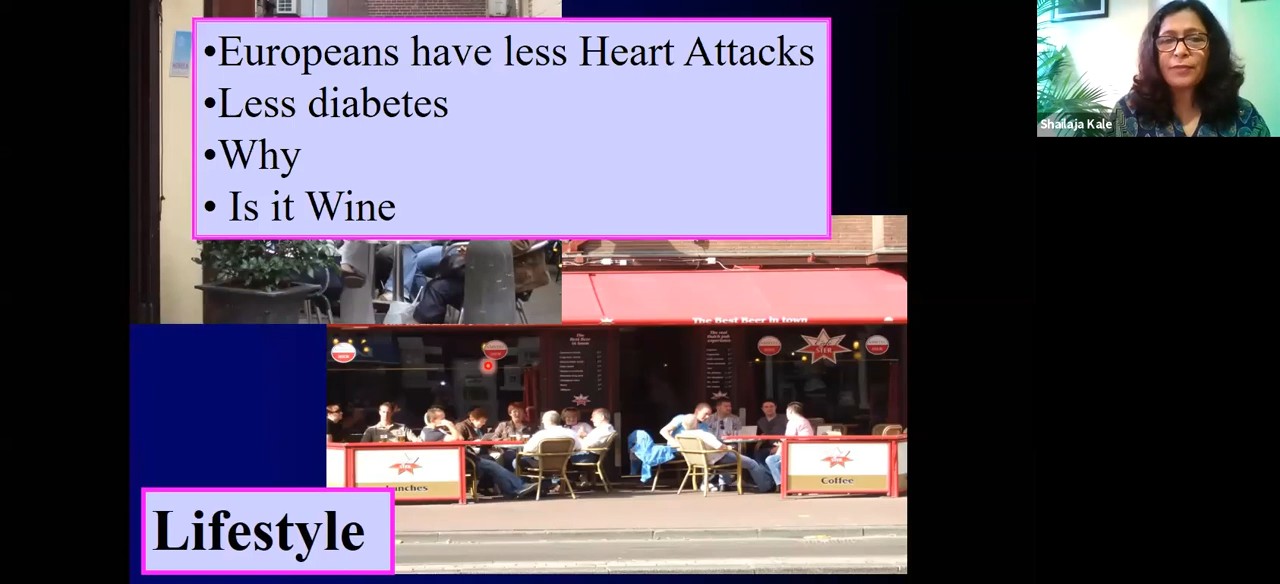 •Europeans have less Heart Attacks
•Less diabetes
•Why
• Is it Wine
Shailaja Kale
The Best Beer in town
Lunches
Coffee
Lifestyle